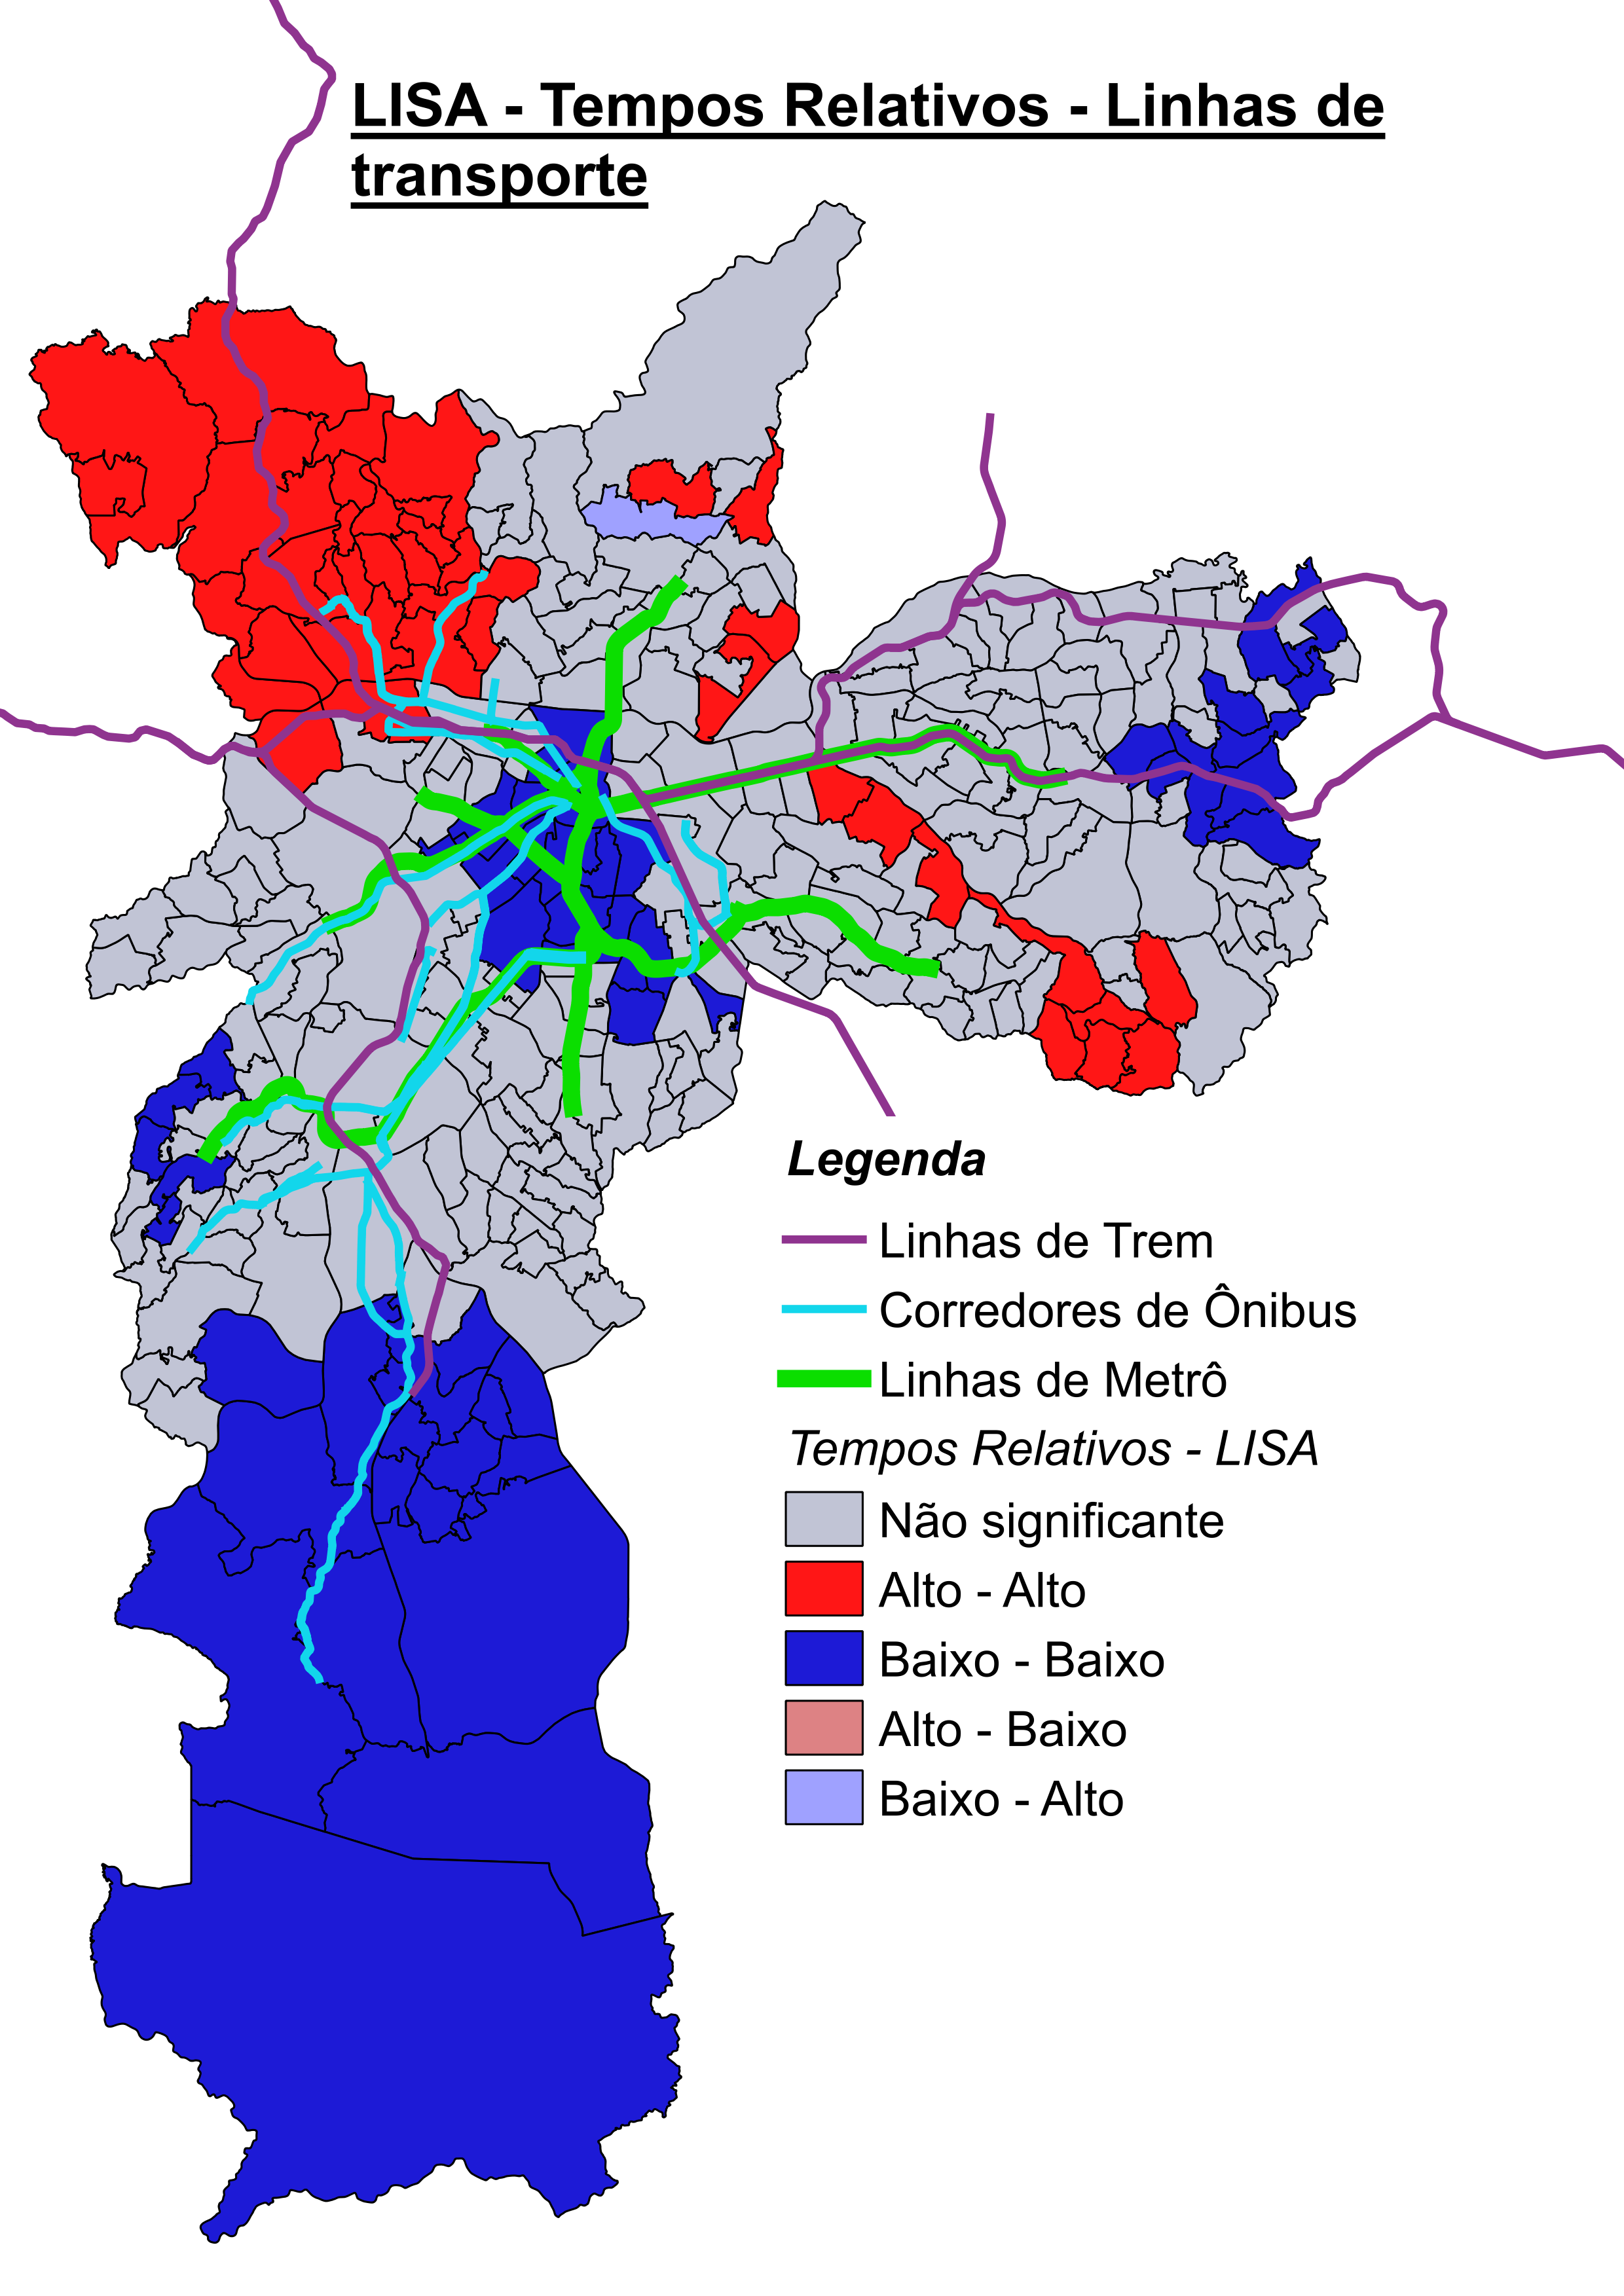 LISA - Tempos Relativos - Linhas de
transporte
Legenda
Linhas de Trem
Corredores de Ônibus
Linhas de Metrô
Tempos Relativos - LISA
Não significante
Alto - Alto
Baixo - Baixo
Alto - Baixo
Baixo - Alto